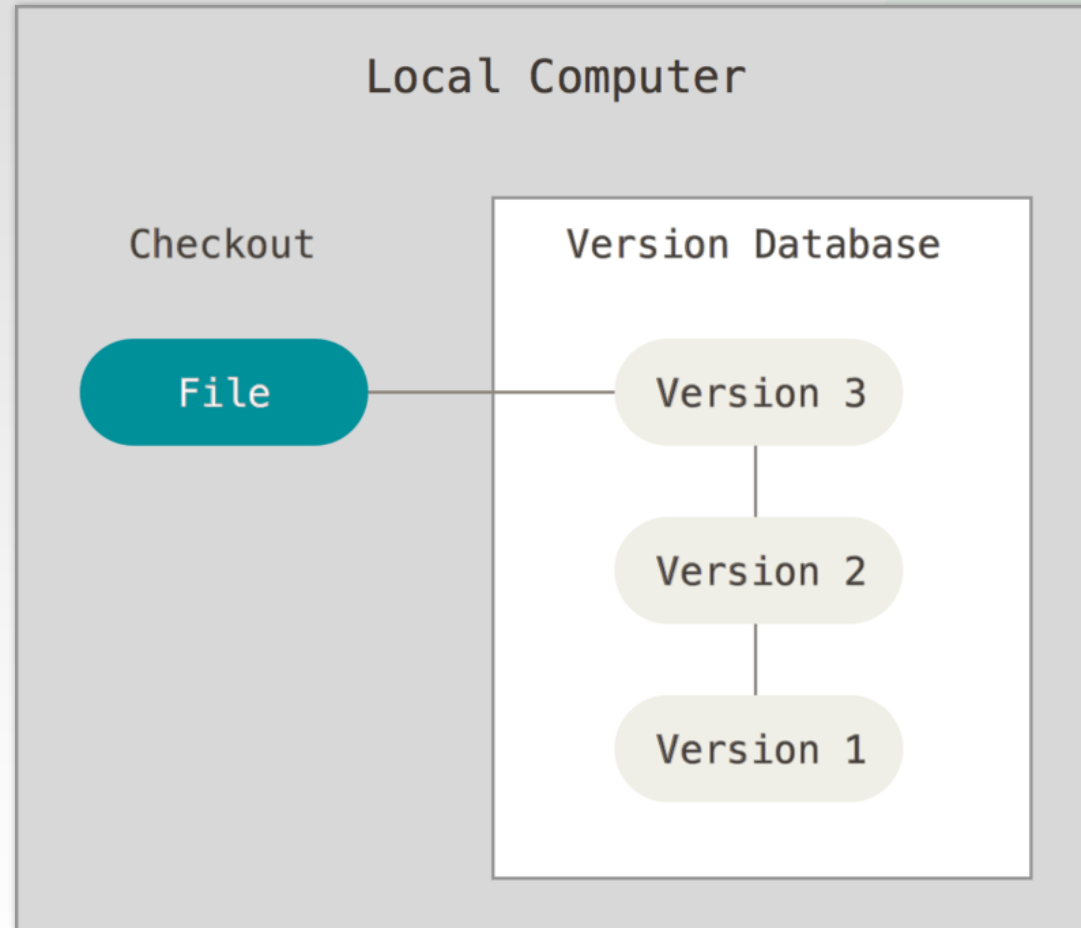 Local Computer
Checkout
Version Database
File
Version 3
Version 2
Version 1